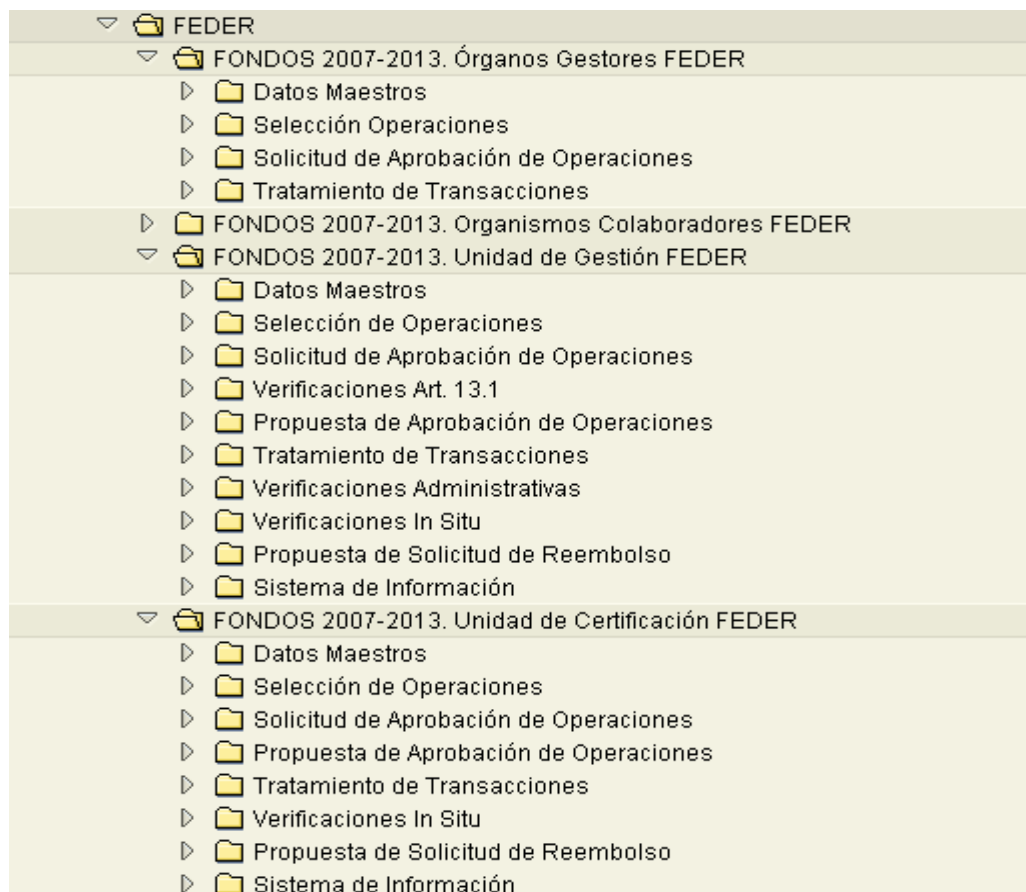 FEDER
FONDOS 2007-2013. Órganos Gestores FEDER
Datos Maestros
Selección Operaciones
Solicitud de Aprobación de Operaciones
Tratamiento de Transacciones
FONDOS 2007-2013. Organismos Colaboradores FEDER
FONDOS 2007-2013. Unidad de Gestión FEDER
Datos Maestros
Selección de Operaciones
Solicitud de Aprobación de Operaciones
Verificaciones Art. 13.1
Propuesta de Aprobación de Operaciones
Tratamiento de Transacciones
Verificaciones Administrativas
Verificaciones In Situ
Propuesta de Solicitud de Reembolso
Sistema de Información
FONDOS 2007-2013. Unidad de Certificación FEDER
Datos Maestros
Selección de Operaciones
Solicitud de Aprobación de Operaciones
Propuesta de Aprobación de Operaciones
Tratamiento de Transacciones
Verificaciones In Situ
Propuesta de Solicitud de Reembolso
Sistema de Información